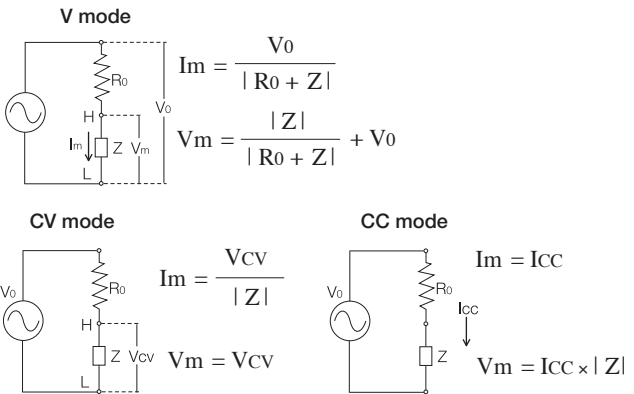 V mode
R0
V0
H
Im
Z
Vm
L
Im = V0 / | R0 + Z |
Vm = | Z | / | R0 + Z | + V0
CV mode
V0
R0
H
Z
VCV
L
Im = VCV / | Z |
Vm = VCV
CC mode
V0
R0
ICC
Z
Im = ICC
Vm = ICC × | Z |